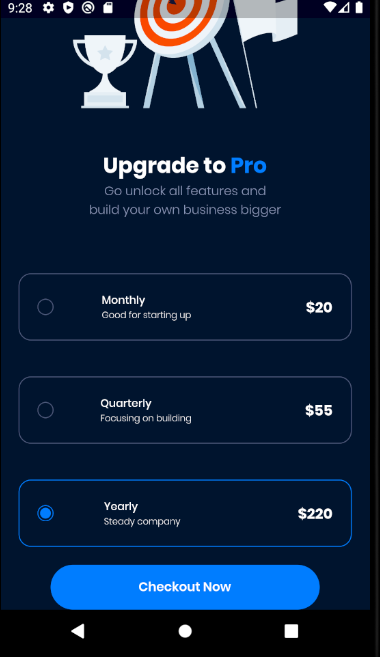 9:28
Upgrade to Pro
Go unlock all features and
build your own business bigger
Monthly
Good for starting up
$20
Quarterly
Focusing on building
$55
Yearly
Steady company
$220
Checkout Now